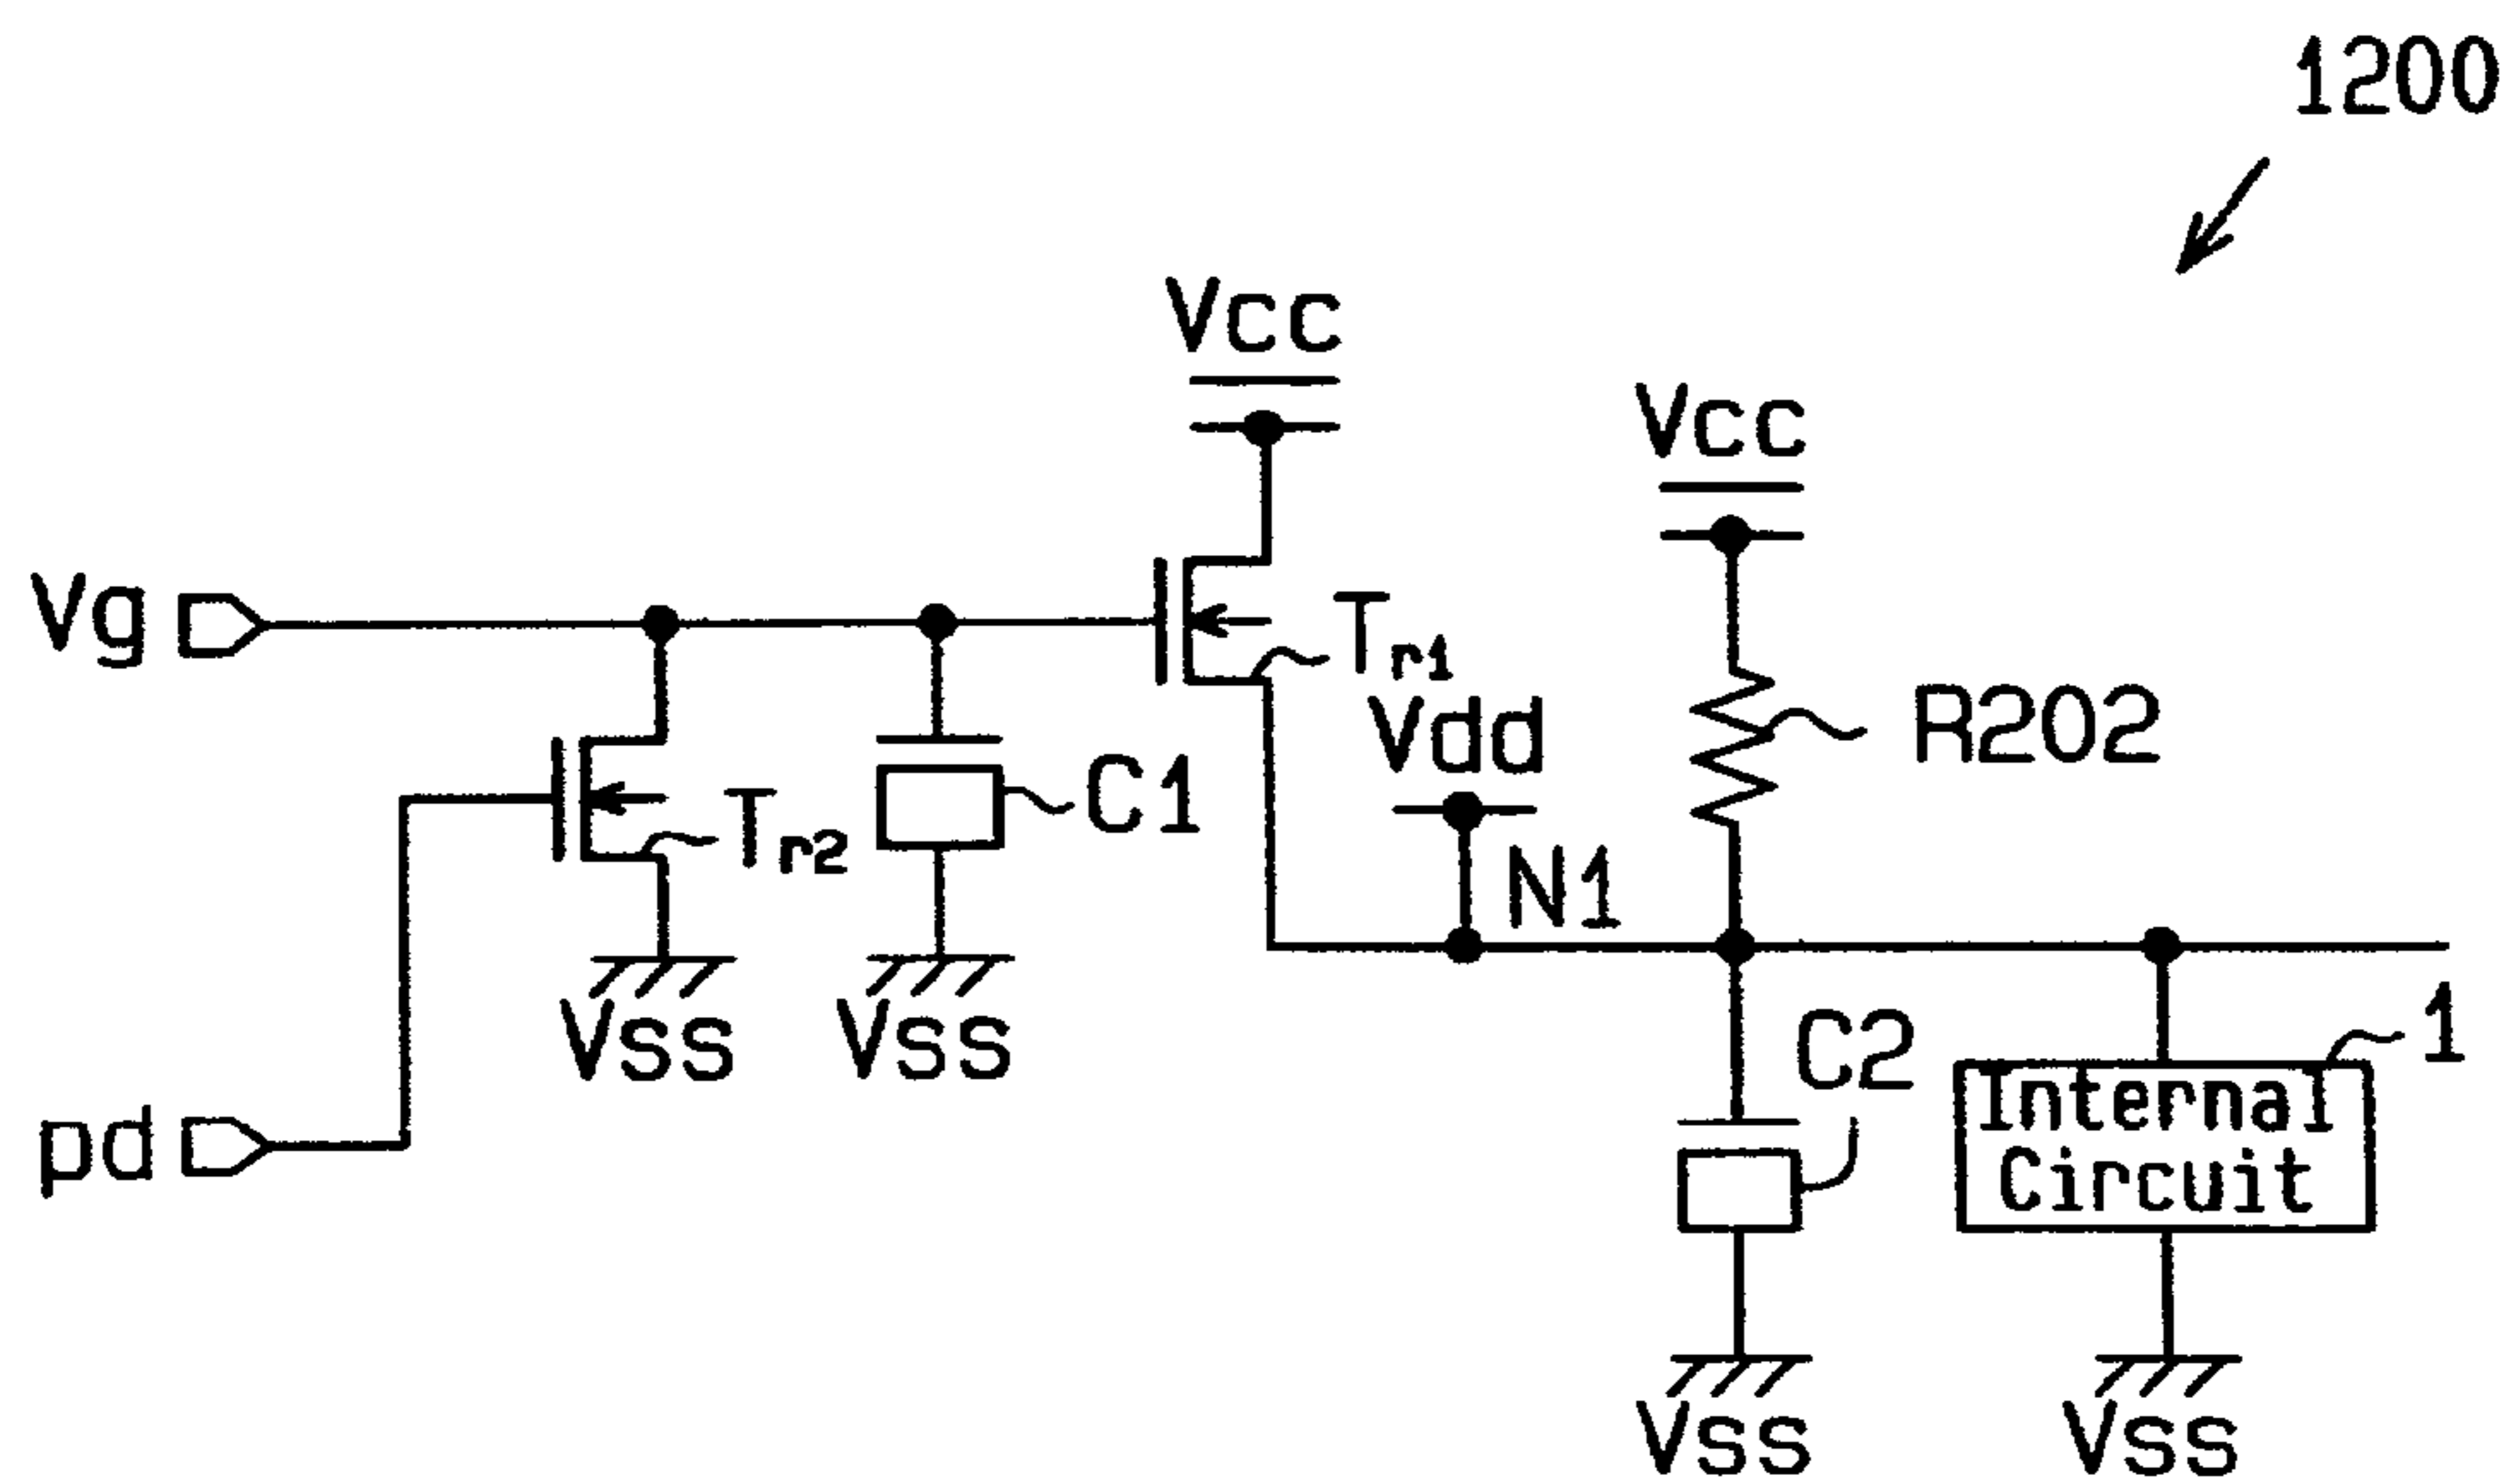 1200
Vcc
Vcc
Vg
Tr1
R202
Vdd
C1
Tr2
N1
1
C2
Vss
Vss
Internal
Circuit
pd
Vss
Vss